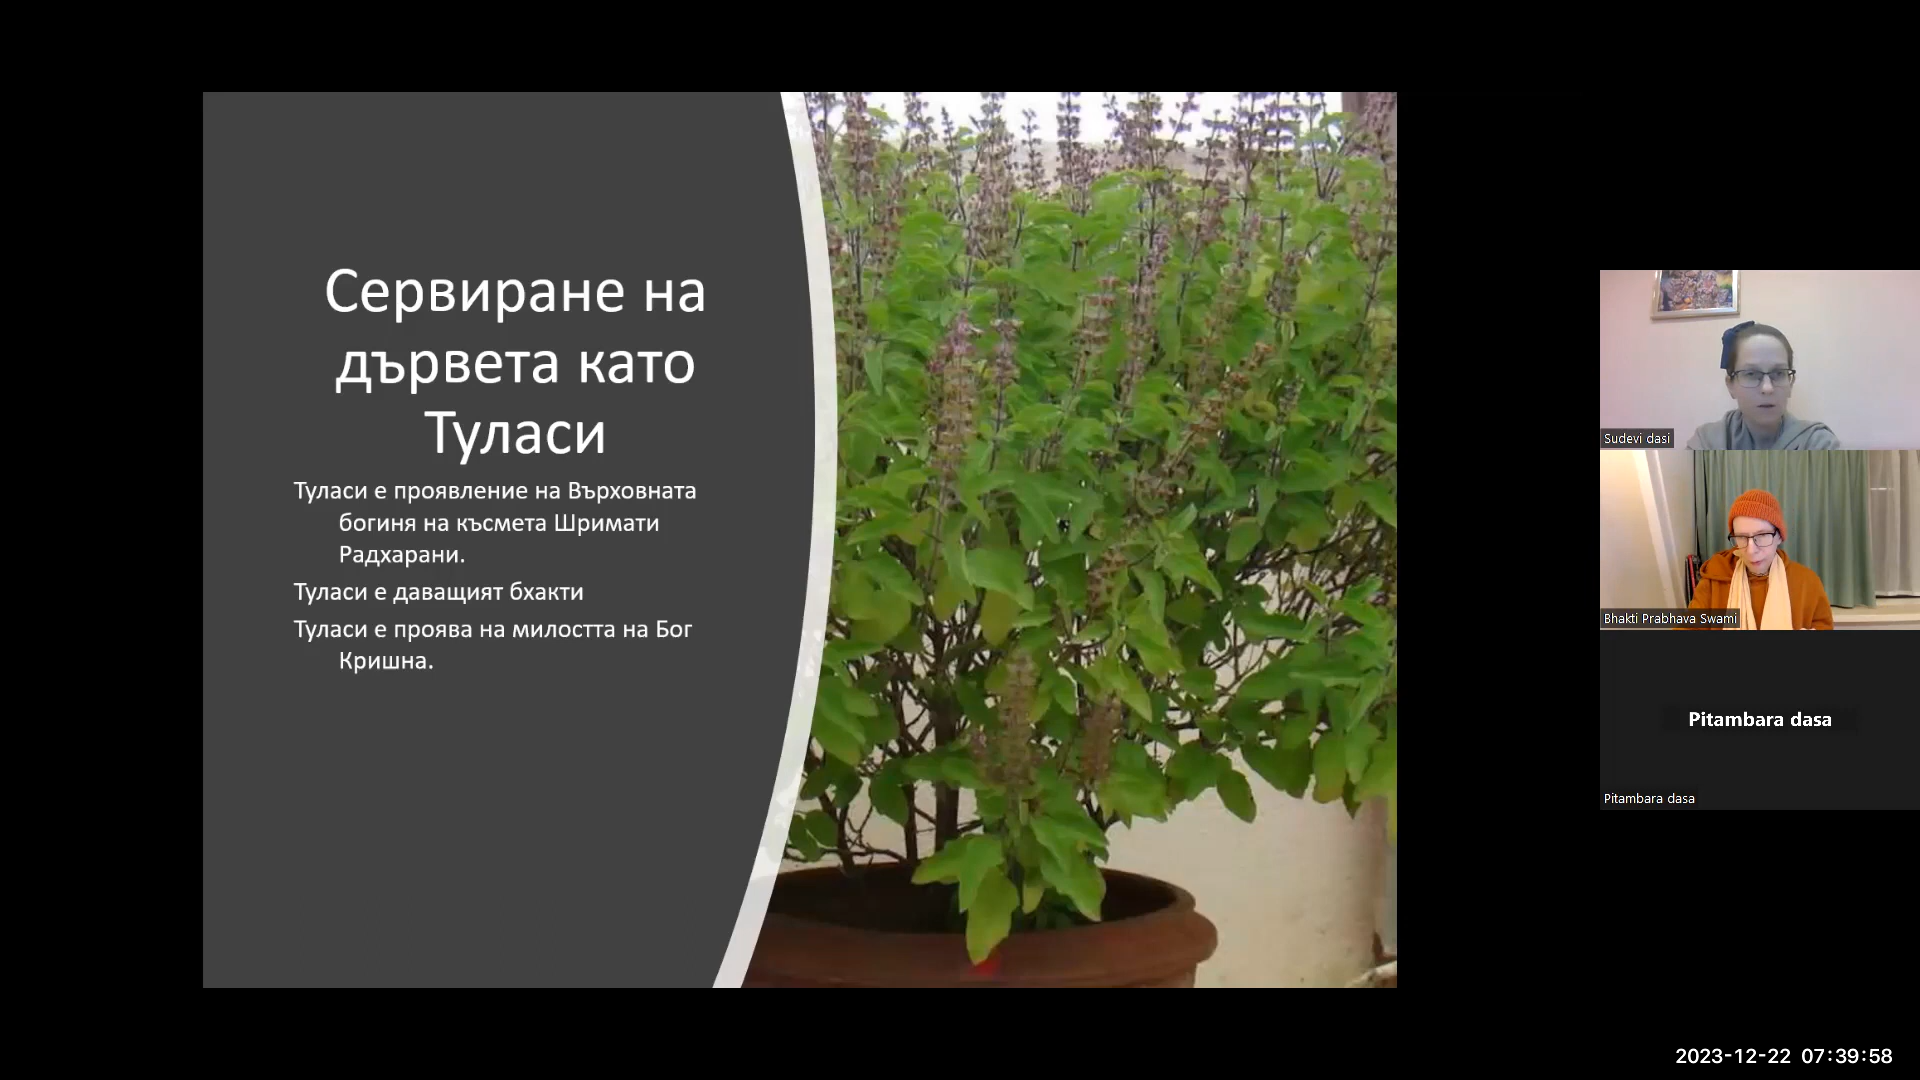 Сервиране на
дървета като
Туласи
Туласи е проявление на Върховната
богиня на късмета Шримати
Радхарани.
Туласи е даващият бхакти
Туласи е проява на милостта на Бог
Кришна.
Sudevi dasi
Bhakti Prabhava Swami
Pitambara dasa
Pitambara dasa
2023-12-22 07:39:58